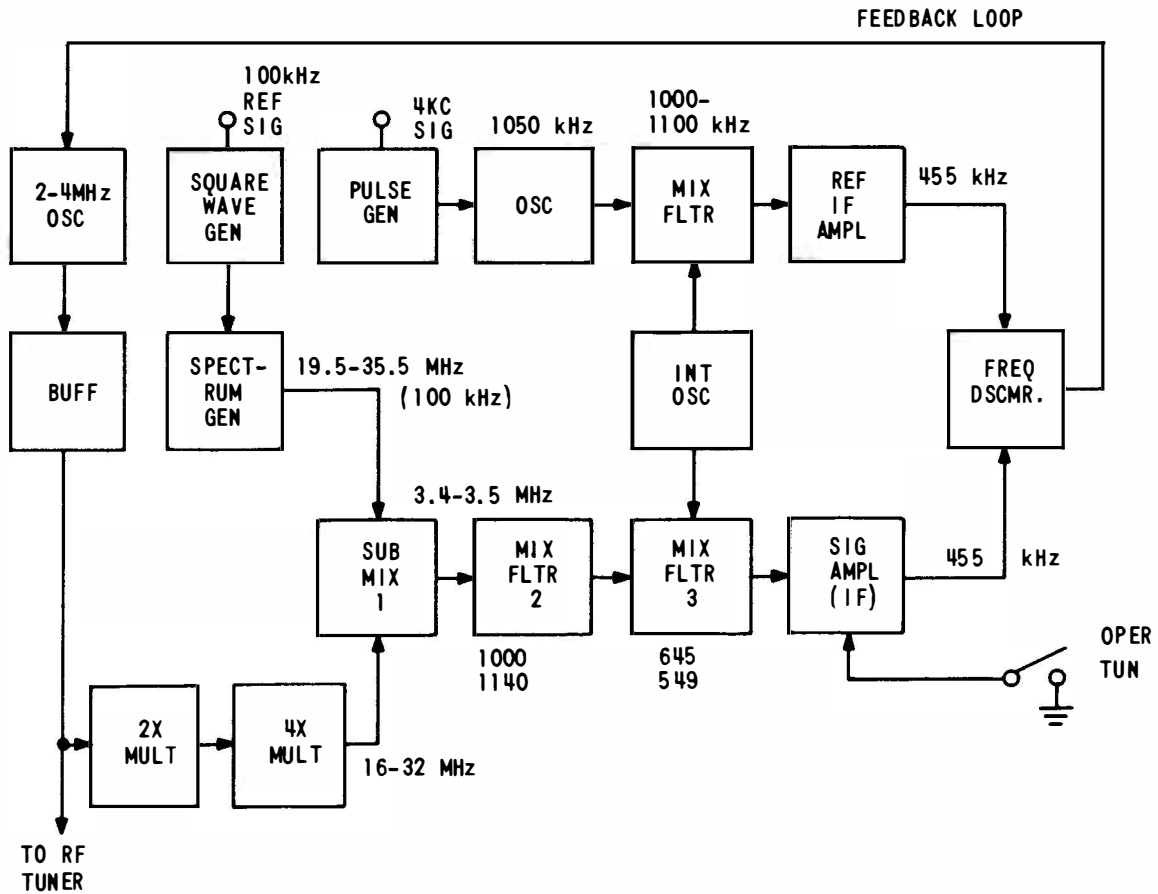 FEEDBACK LOOP
100kHz
REF
SIG
4KC
SIG
1050 kHz
1000-
1100 kHz
2-4MHz
OSC
SQUARE
WAVE
GEN
PULSE
GEN
OSC
MIX
FLTR
REF
IF
AMPL
455 kHz
BUFF
SPECT-
RUM
GEN
19.5-35.5 MHz
(100 kHz)
INT
OSC
FREQ
DSCMR.
3.4-3.5 MHz
SUB
MIX
1
MIX
FLTR
2
MIX
FLTR
3
SIG
AMPL
(IF)
455 kHz
1000
1140
645
549
OPER
TUN
2X
MULT
4X
MULT
16-32 MHz
TO RF
TUNER